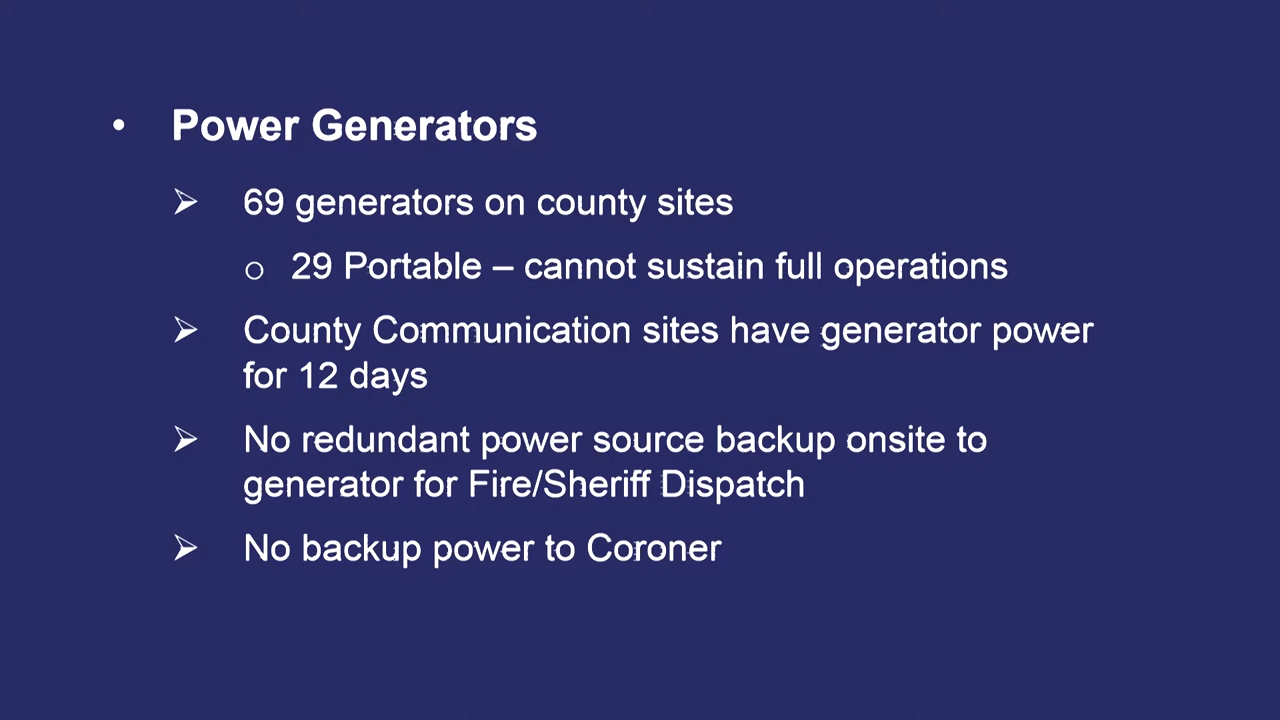 • Power Generators
➢ 69 generators on county sites
o 29 Portable – cannot sustain full operations
➢ County Communication sites have generator power
for 12 days
➢ No redundant power source backup onsite to
generator for Fire/Sheriff Dispatch
➢ No backup power to Coroner